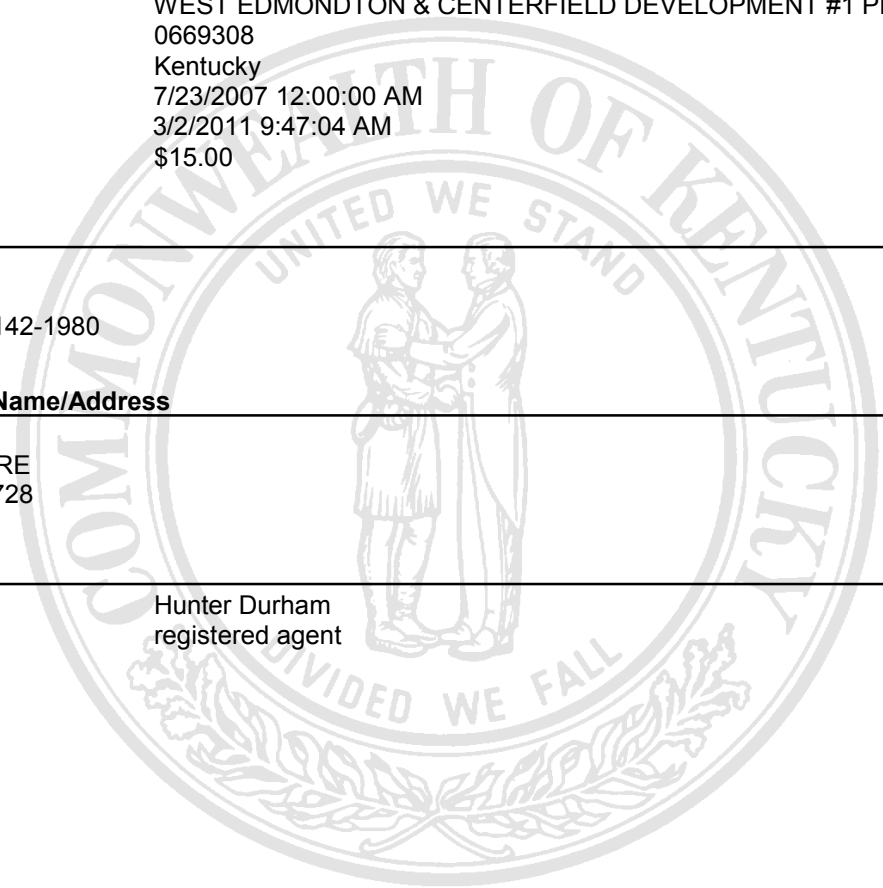 WEST EDMONDTON & CENTERFIELD DEVELOPMENT #1
0669308
Kentucky
7/23/2007 12:00:00 AM
3/2/2011 9:47:04 AM
$15.00
COMMONWEALTH OF KENTUCKY
UNITED WE STAND
142-1980
Name/Address
RE
728
Hunter Durham
registered agent
DIVIDED WE FALL